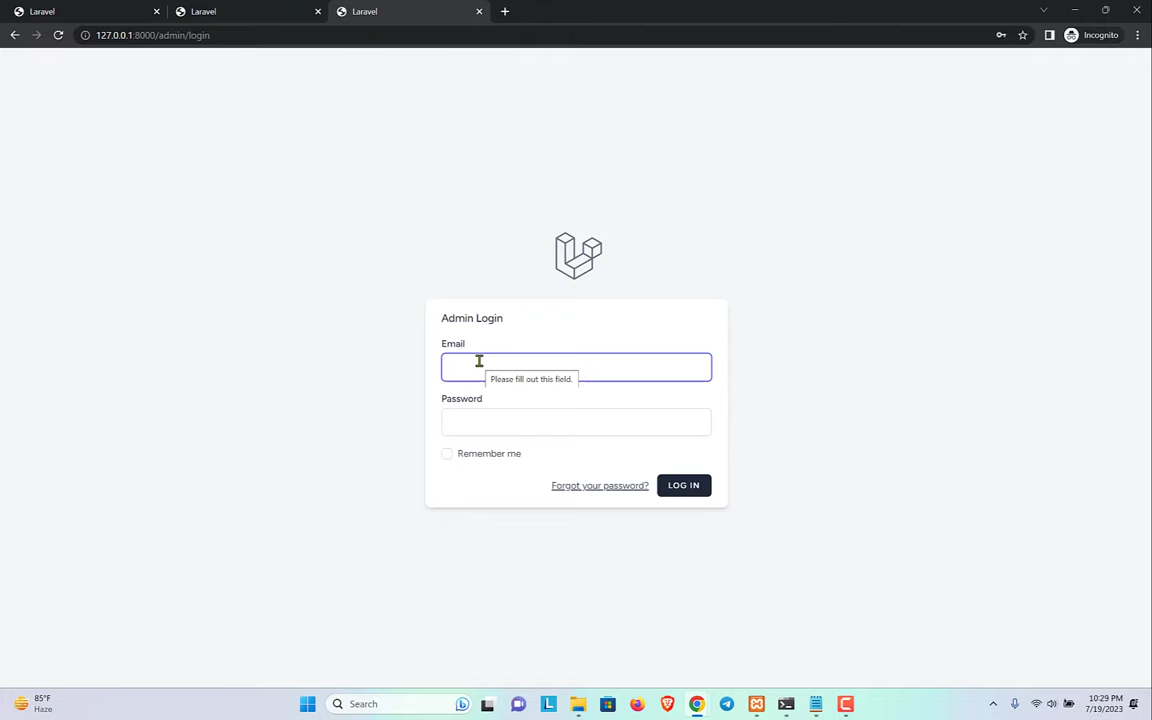 Laravel
Laravel
Laravel
127.0.0.1:8000/admin/login
Incognito
Admin Login
Email
Please fill out this field.
Password
Remember me
Forgot your password?
LOG IN
85°F
Haze
Search
10:29 PM
7/19/2023